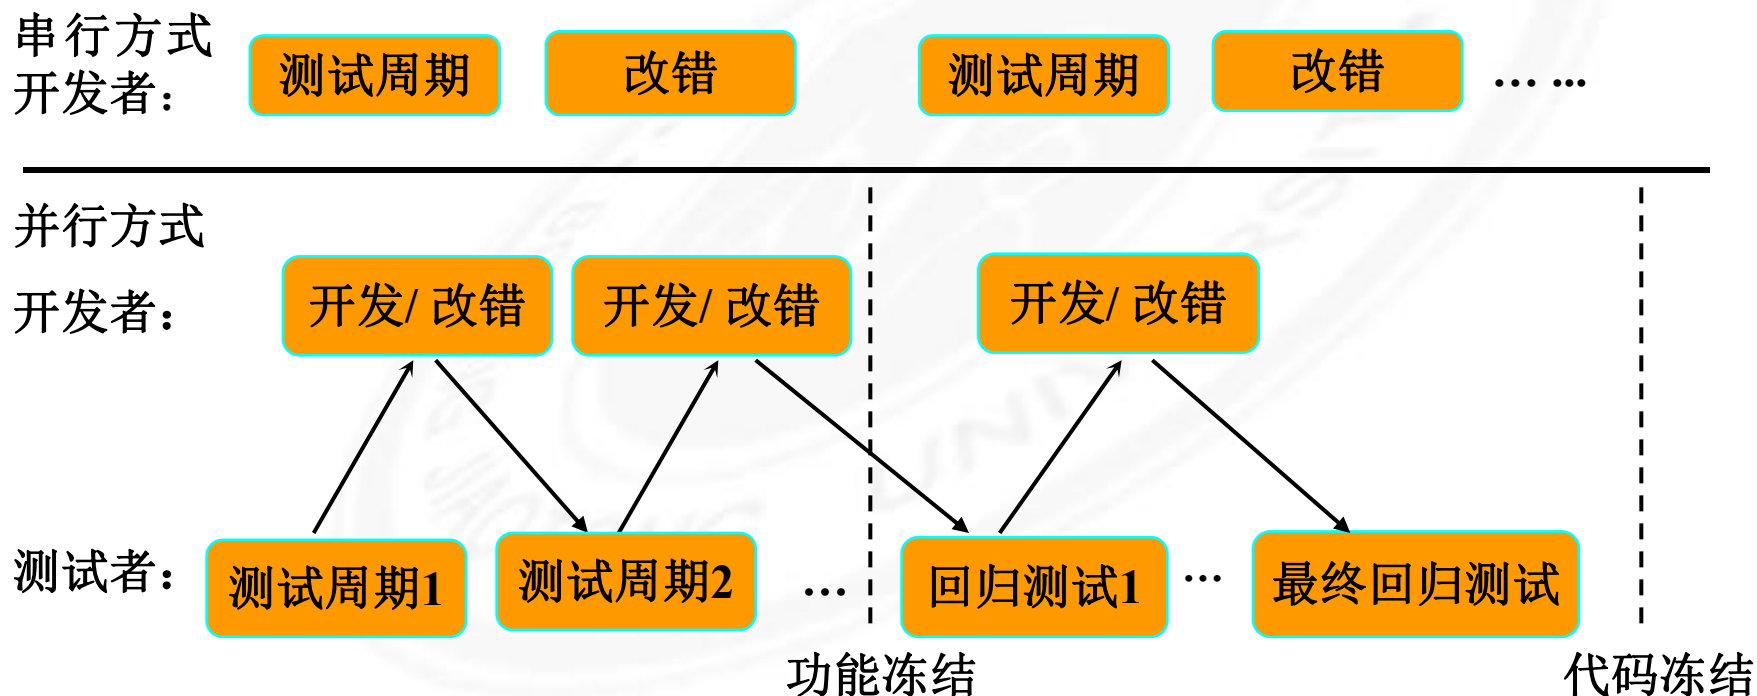 串行方式
开发者：
测试周期 改错 测试周期 改错 … ...
并行方式
开发者： 开发/ 改错 开发/ 改错 开发/ 改错
测试者： 测试周期1 测试周期2 … 回归测试1 … 最终回归测试
功能冻结 代码冻结